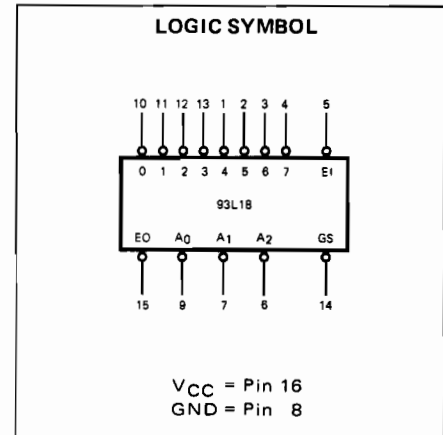 LOGIC SYMBOL
10 11 12 13 1 2 3 4 5
0 1 2 3 4 5 6 7 EI
93L18
EO A0 A1 A2 GS
15 9 7 6 14
VCC = Pin 16
GND = Pin 8